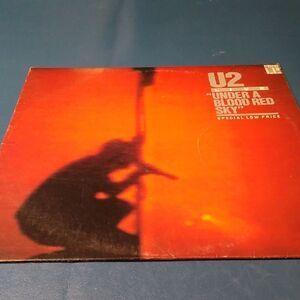 U2
"UNDER A
BLOOD RED
SKY"
SPECIAL LOW PRICE